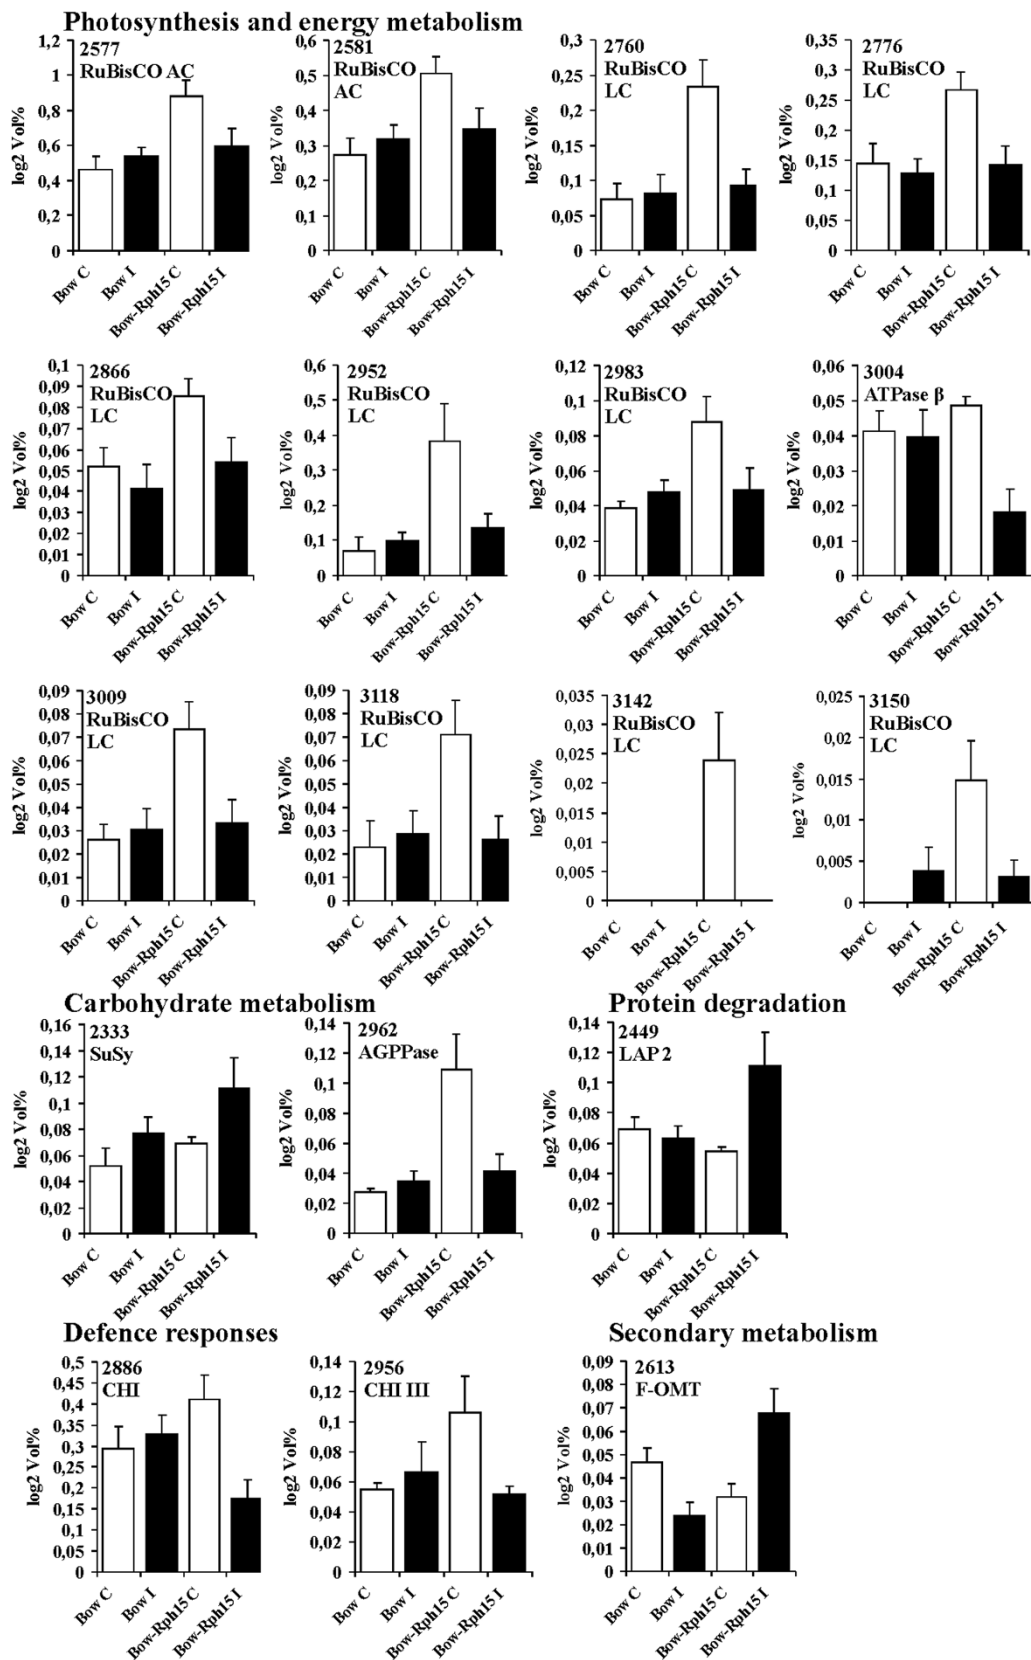 Photosynthesis and energy metabolism
2577
RuBisCO AC
log2 Vol%
1,2
1
0,8
0,6
0,4
0,2
0
Bow C
Bow I
Bow-Rph15 C
Bow-Rph15 I
2581
RuBisCO
AC
log2 Vol%
0,6
0,5
0,4
0,3
0,2
0,1
0
Bow C
Bow I
Bow-Rph15 C
Bow-Rph15 I
2760
RuBisCO
LC
log2 Vol%
0,3
0,25
0,2
0,15
0,1
0,05
0
Bow C
Bow I
Bow-Rph15 C
Bow-Rph15 I
2776
RuBisCO
LC
log2 Vol%
0,35
0,3
0,25
0,2
0,15
0,1
0,05
0
Bow C
Bow I
Bow-Rph15 C
Bow-Rph15 I
2866
RuBisCO
LC
log2 Vol%
0,1
0,09
0,08
0,07
0,06
0,05
0,04
0,03
0,02
0,01
0
Bow C
Bow I
Bow-Rph15 C
Bow-Rph15 I
2952
RuBisCO
LC
log2 Vol%
0,6
0,5
0,4
0,3
0,2
0,1
0
Bow C
Bow I
Bow-Rph15 C
Bow-Rph15 I
2983
RuBisCO
LC
log2 Vol%
0,12
0,1
0,08
0,06
0,04
0,02
0
Bow C
Bow I
Bow-Rph15 C
Bow-Rph15 I
3004
ATPase β
log2 Vol%
0,06
0,05
0,04
0,03
0,02
0,01
0
Bow C
Bow I
Bow-Rph15 C
Bow-Rph15 I
3009
RuBisCO
LC
log2 Vol%
0,09
0,08
0,07
0,06
0,05
0,04
0,03
0,02
0,01
0
Bow C
Bow I
Bow-Rph15 C
Bow-Rph15 I
3118
RuBisCO
LC
log2 Vol%
0,09
0,08
0,07
0,06
0,05
0,04
0,03
0,02
0,01
0
Bow C
Bow I
Bow-Rph15 C
Bow-Rph15 I
3142
RuBisCO
LC
log2 Vol%
0,035
0,03
0,025
0,02
0,015
0,01
0,005
0
Bow C
Bow I
Bow-Rph15 C
Bow-Rph15 I
3150
RuBisCO
LC
log2 Vol%
0,025
0,02
0,015
0,01
0,005
0
Bow C
Bow I
Bow-Rph15 C
Bow-Rph15 I
Carbohydrate metabolism
2333
SuSy
log2 Vol%
0,16
0,14
0,12
0,1
0,08
0,06
0,04
0,02
0
Bow C
Bow I
Bow-Rph15 C
Bow-Rph15 I
2962
AGPPase
log2 Vol%
0,14
0,12
0,1
0,08
0,06
0,04
0,02
0
Bow C
Bow I
Bow-Rph15 C
Bow-Rph15 I
Protein degradation
2449
LAP 2
log2 Vol%
0,14
0,12
0,1
0,08
0,06
0,04
0,02
0
Bow C
Bow I
Bow-Rph15 C
Bow-Rph15 I
Defence responses
2886
CHI
log2 Vol%
0,5
0,45
0,4
0,35
0,3
0,25
0,2
0,15
0,1
0,05
0
Bow C
Bow I
Bow-Rph15 C
Bow-Rph15 I
2956
CHI III
log2 Vol%
0,14
0,12
0,1
0,08
0,06
0,04
0,02
0
Bow C
Bow I
Bow-Rph15 C
Bow-Rph15 I
Secondary metabolism
2613
F-OMT
log2 Vol%
0,09
0,08
0,07
0,06
0,05
0,04
0,03
0,02
0,01
0
Bow C
Bow I
Bow-Rph15 C
Bow-Rph15 I